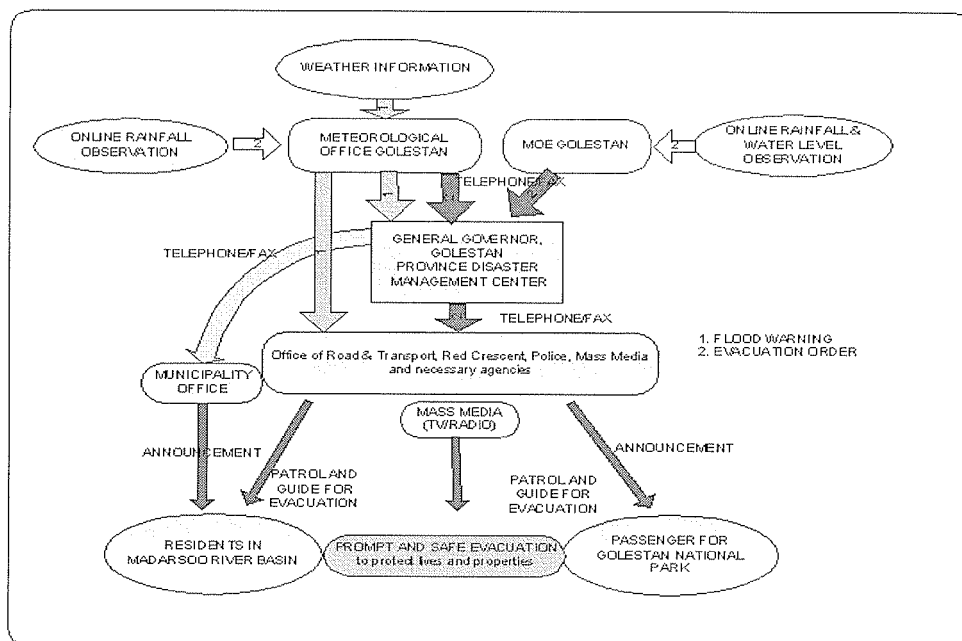 WEATHER INFORMATION
1
ONLINE RAINFALL
OBSERVATION
2
METEOROLOGICAL
OFFICE GOLESTAN
MOE GOLESTAN
2
ONLINE RAINFALL &
WATER LEVEL
OBSERVATION
TELEPHONE/FAX
1
TELEPHONE/FAX
GENERAL GOVERNOR,
GOLESTAN
PROVINCE DISASTER
MANAGEMENT CENTER
TELEPHONE/FAX
1. FLOOD WARNING
2. EVACUATION ORDER
Office of Road & Transport, Red Crescent, Police, Mass Media
and necessary agencies
MUNICIPALITY
OFFICE
MASS MEDIA
(TV/RADIO)
ANNOUNCEMENT
ANNOUNCEMENT
PATROL AND
GUIDE FOR
EVACUATION
PATROL AND
GUIDE FOR
EVACUATION
RESIDENTS IN
MADARSOO RIVER BASIN
PROMPT AND SAFE EVACUATION
to protect lives and properties
PASSENGER FOR
GOLESTAN NATIONAL
PARK